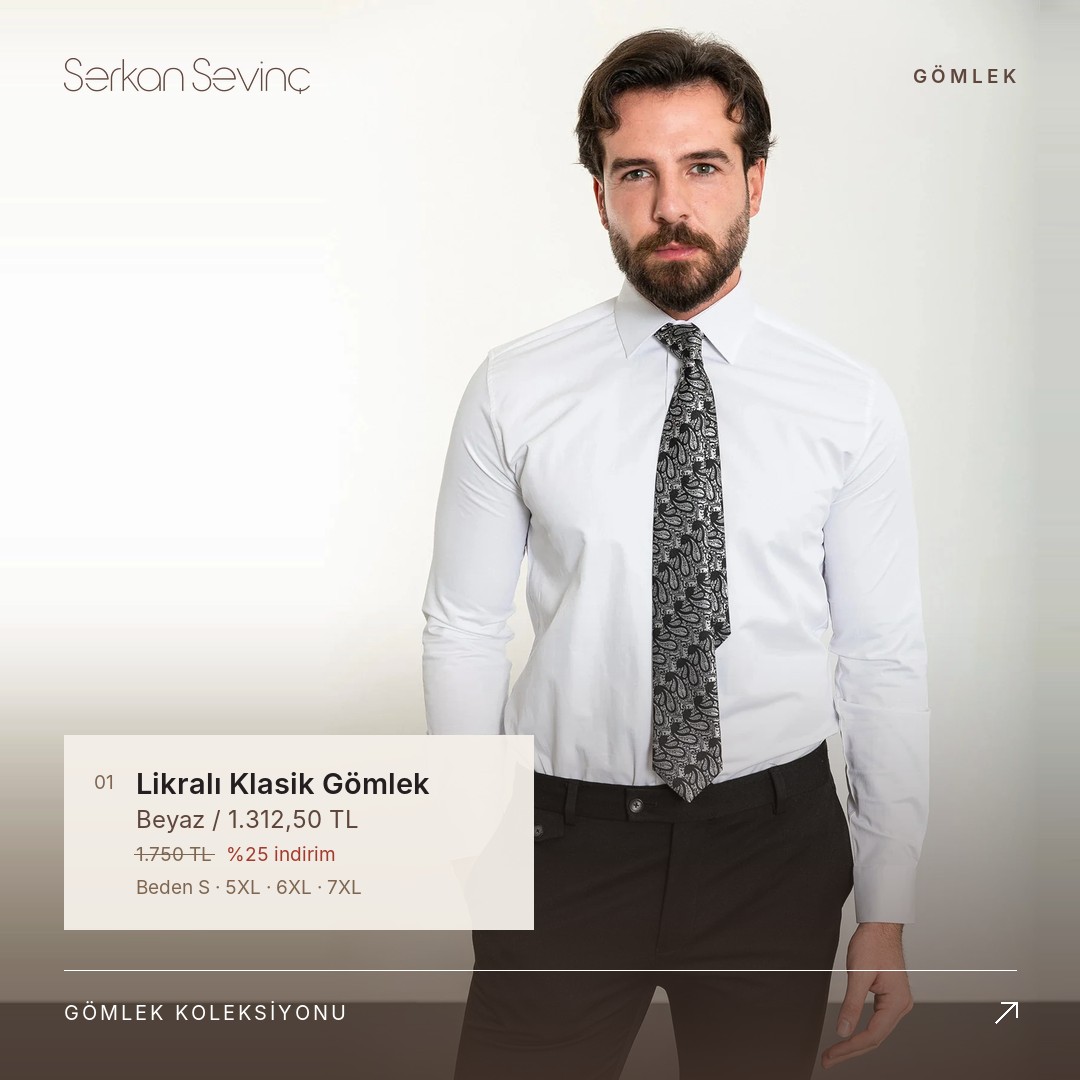 Serkan Sevinç
GÖMLEK
01
Likralı Klasik Gömlek
Beyaz / 1.312,50 TL
1.750 TL %25 indirim
Beden S · 5XL · 6XL · 7XL
GÖMLEK KOLEKSİYONU